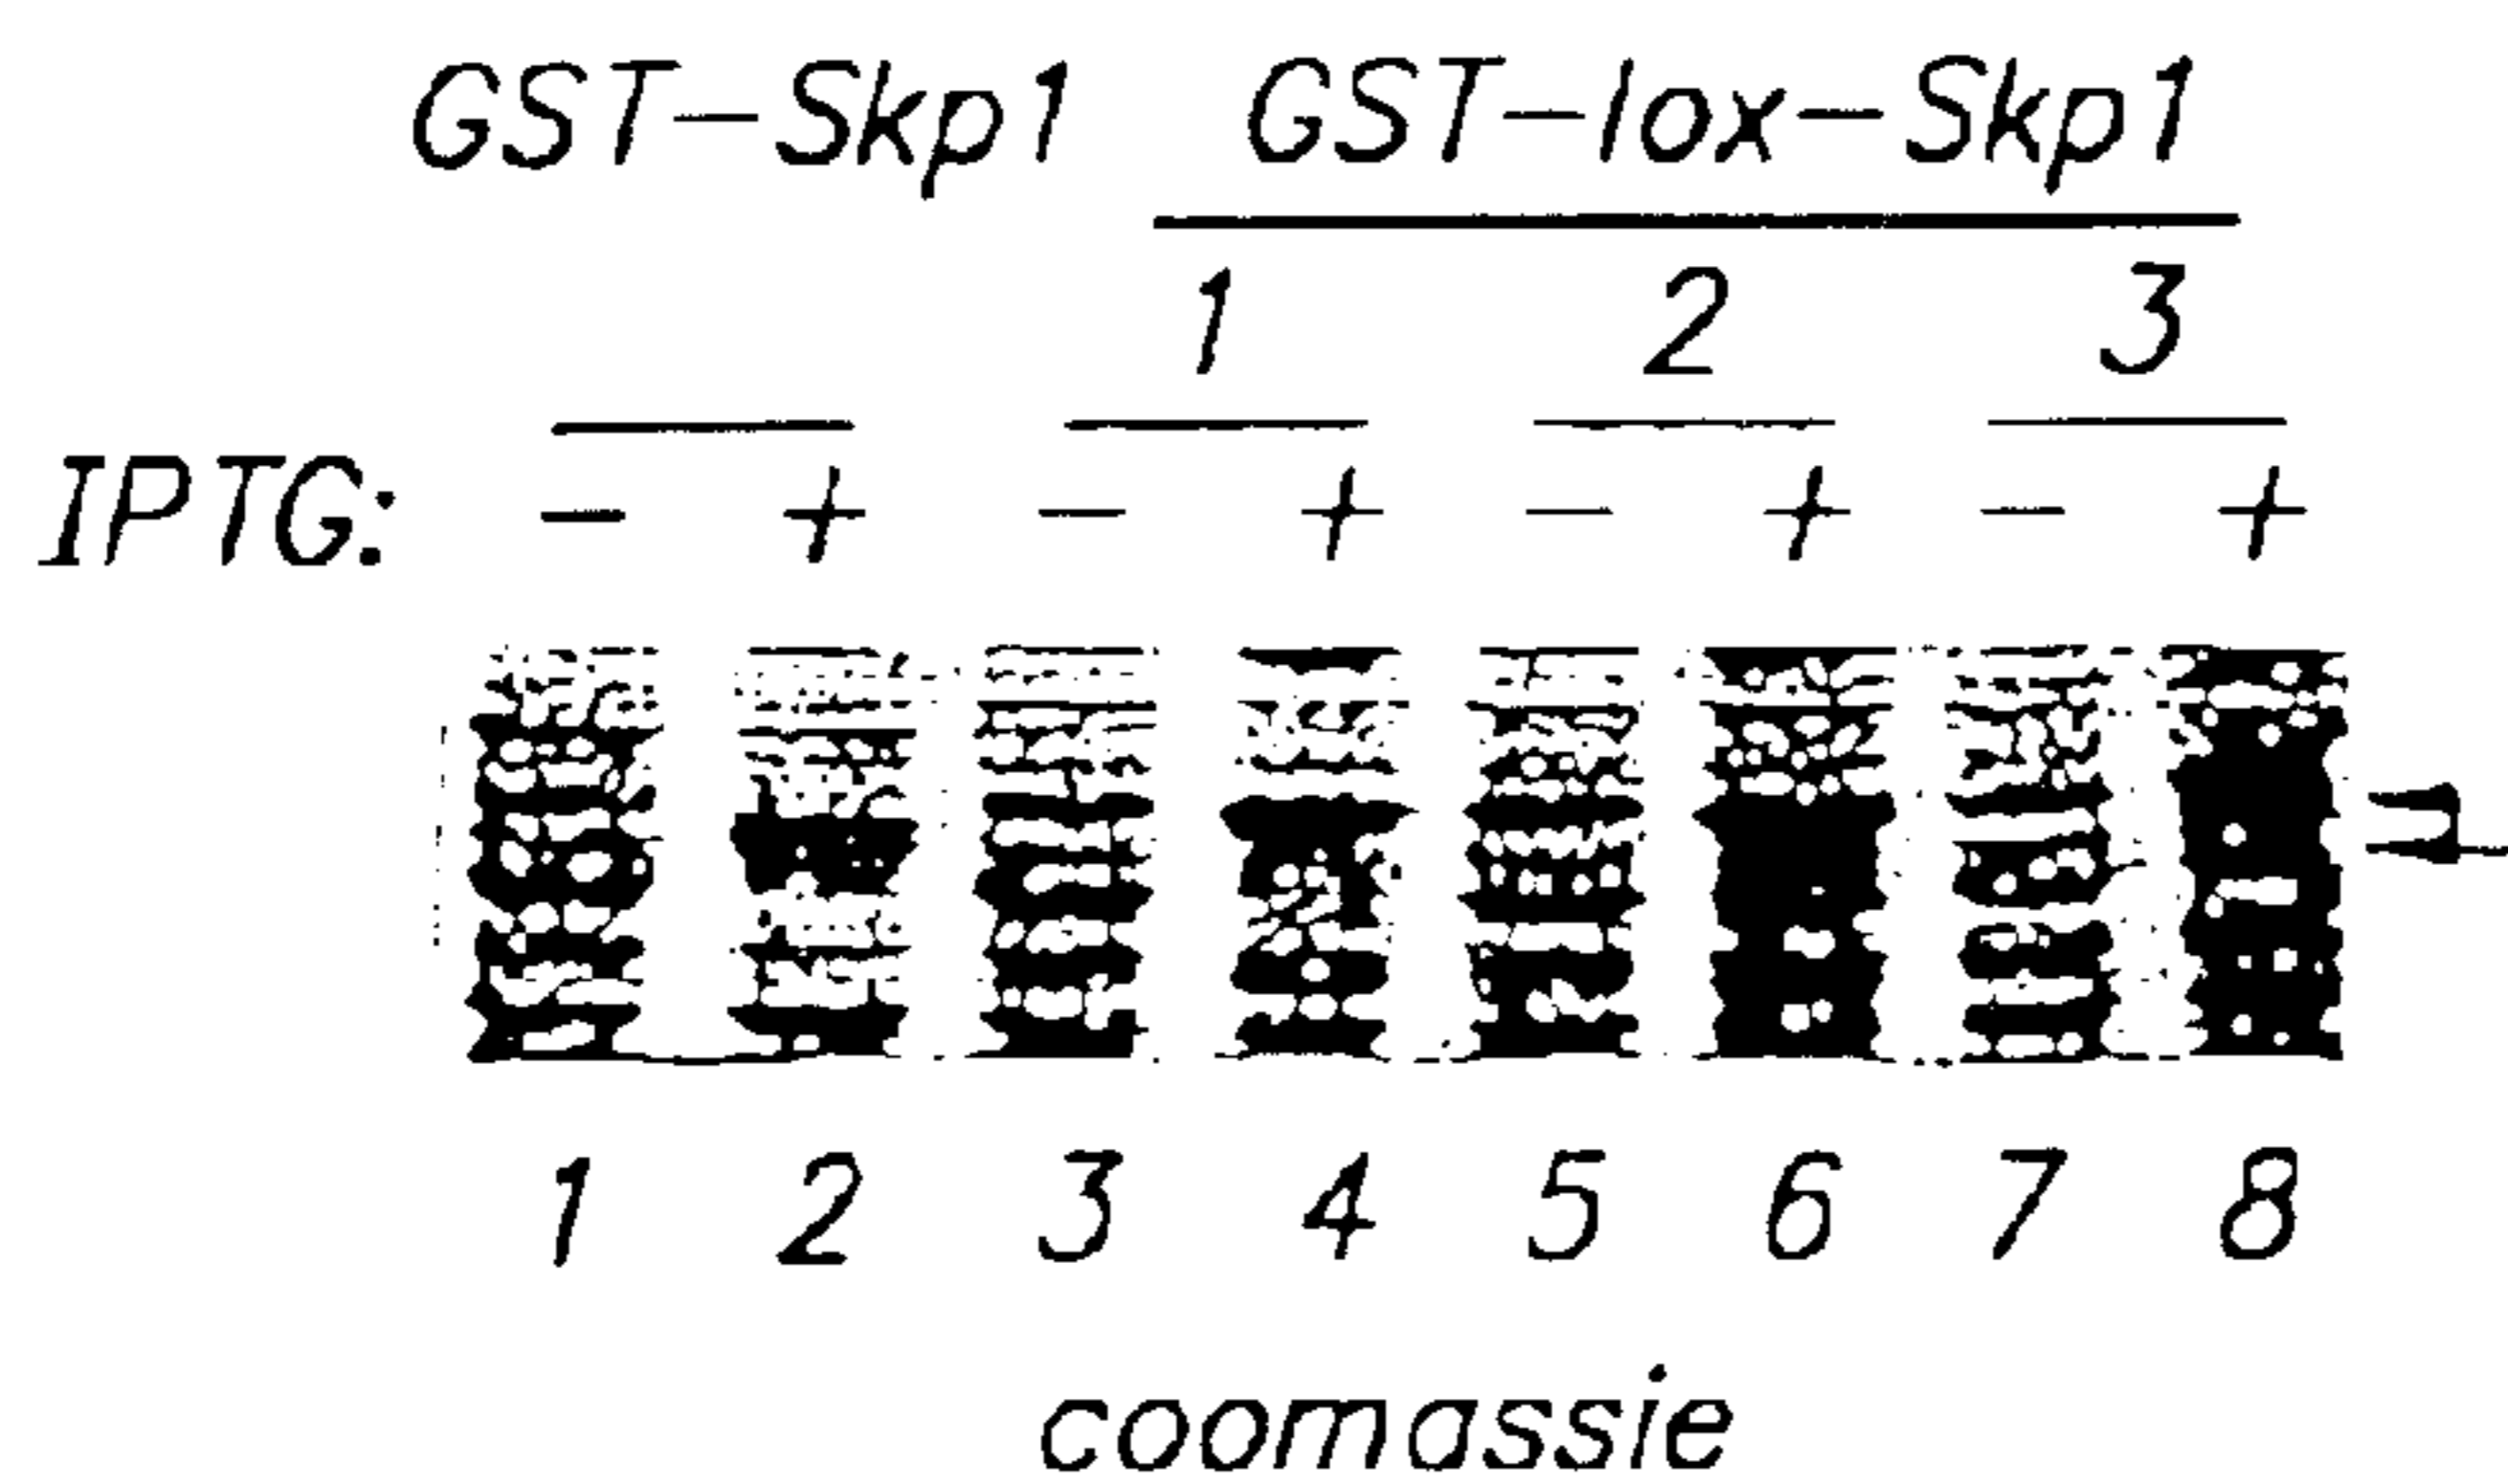 GST-Skp1 GST-lox-Skp1
1 2 3
IPTG: - + - + - + - +
1 2 3 4 5 6 7 8
coomassie